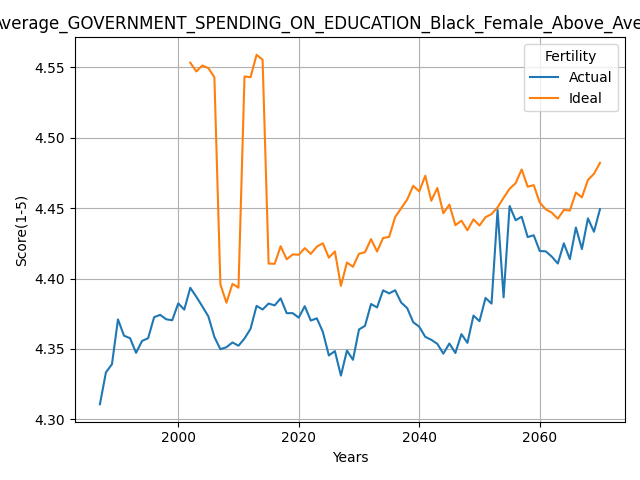 Average_GOVERNMENT_SPENDING_ON_EDUCATION_Black_Female_Above_Ave
Fertility
Actual
Ideal
4.55
4.50
4.45
4.40
4.35
4.30
Score(1-5)
2000 2020 2040 2060
Years